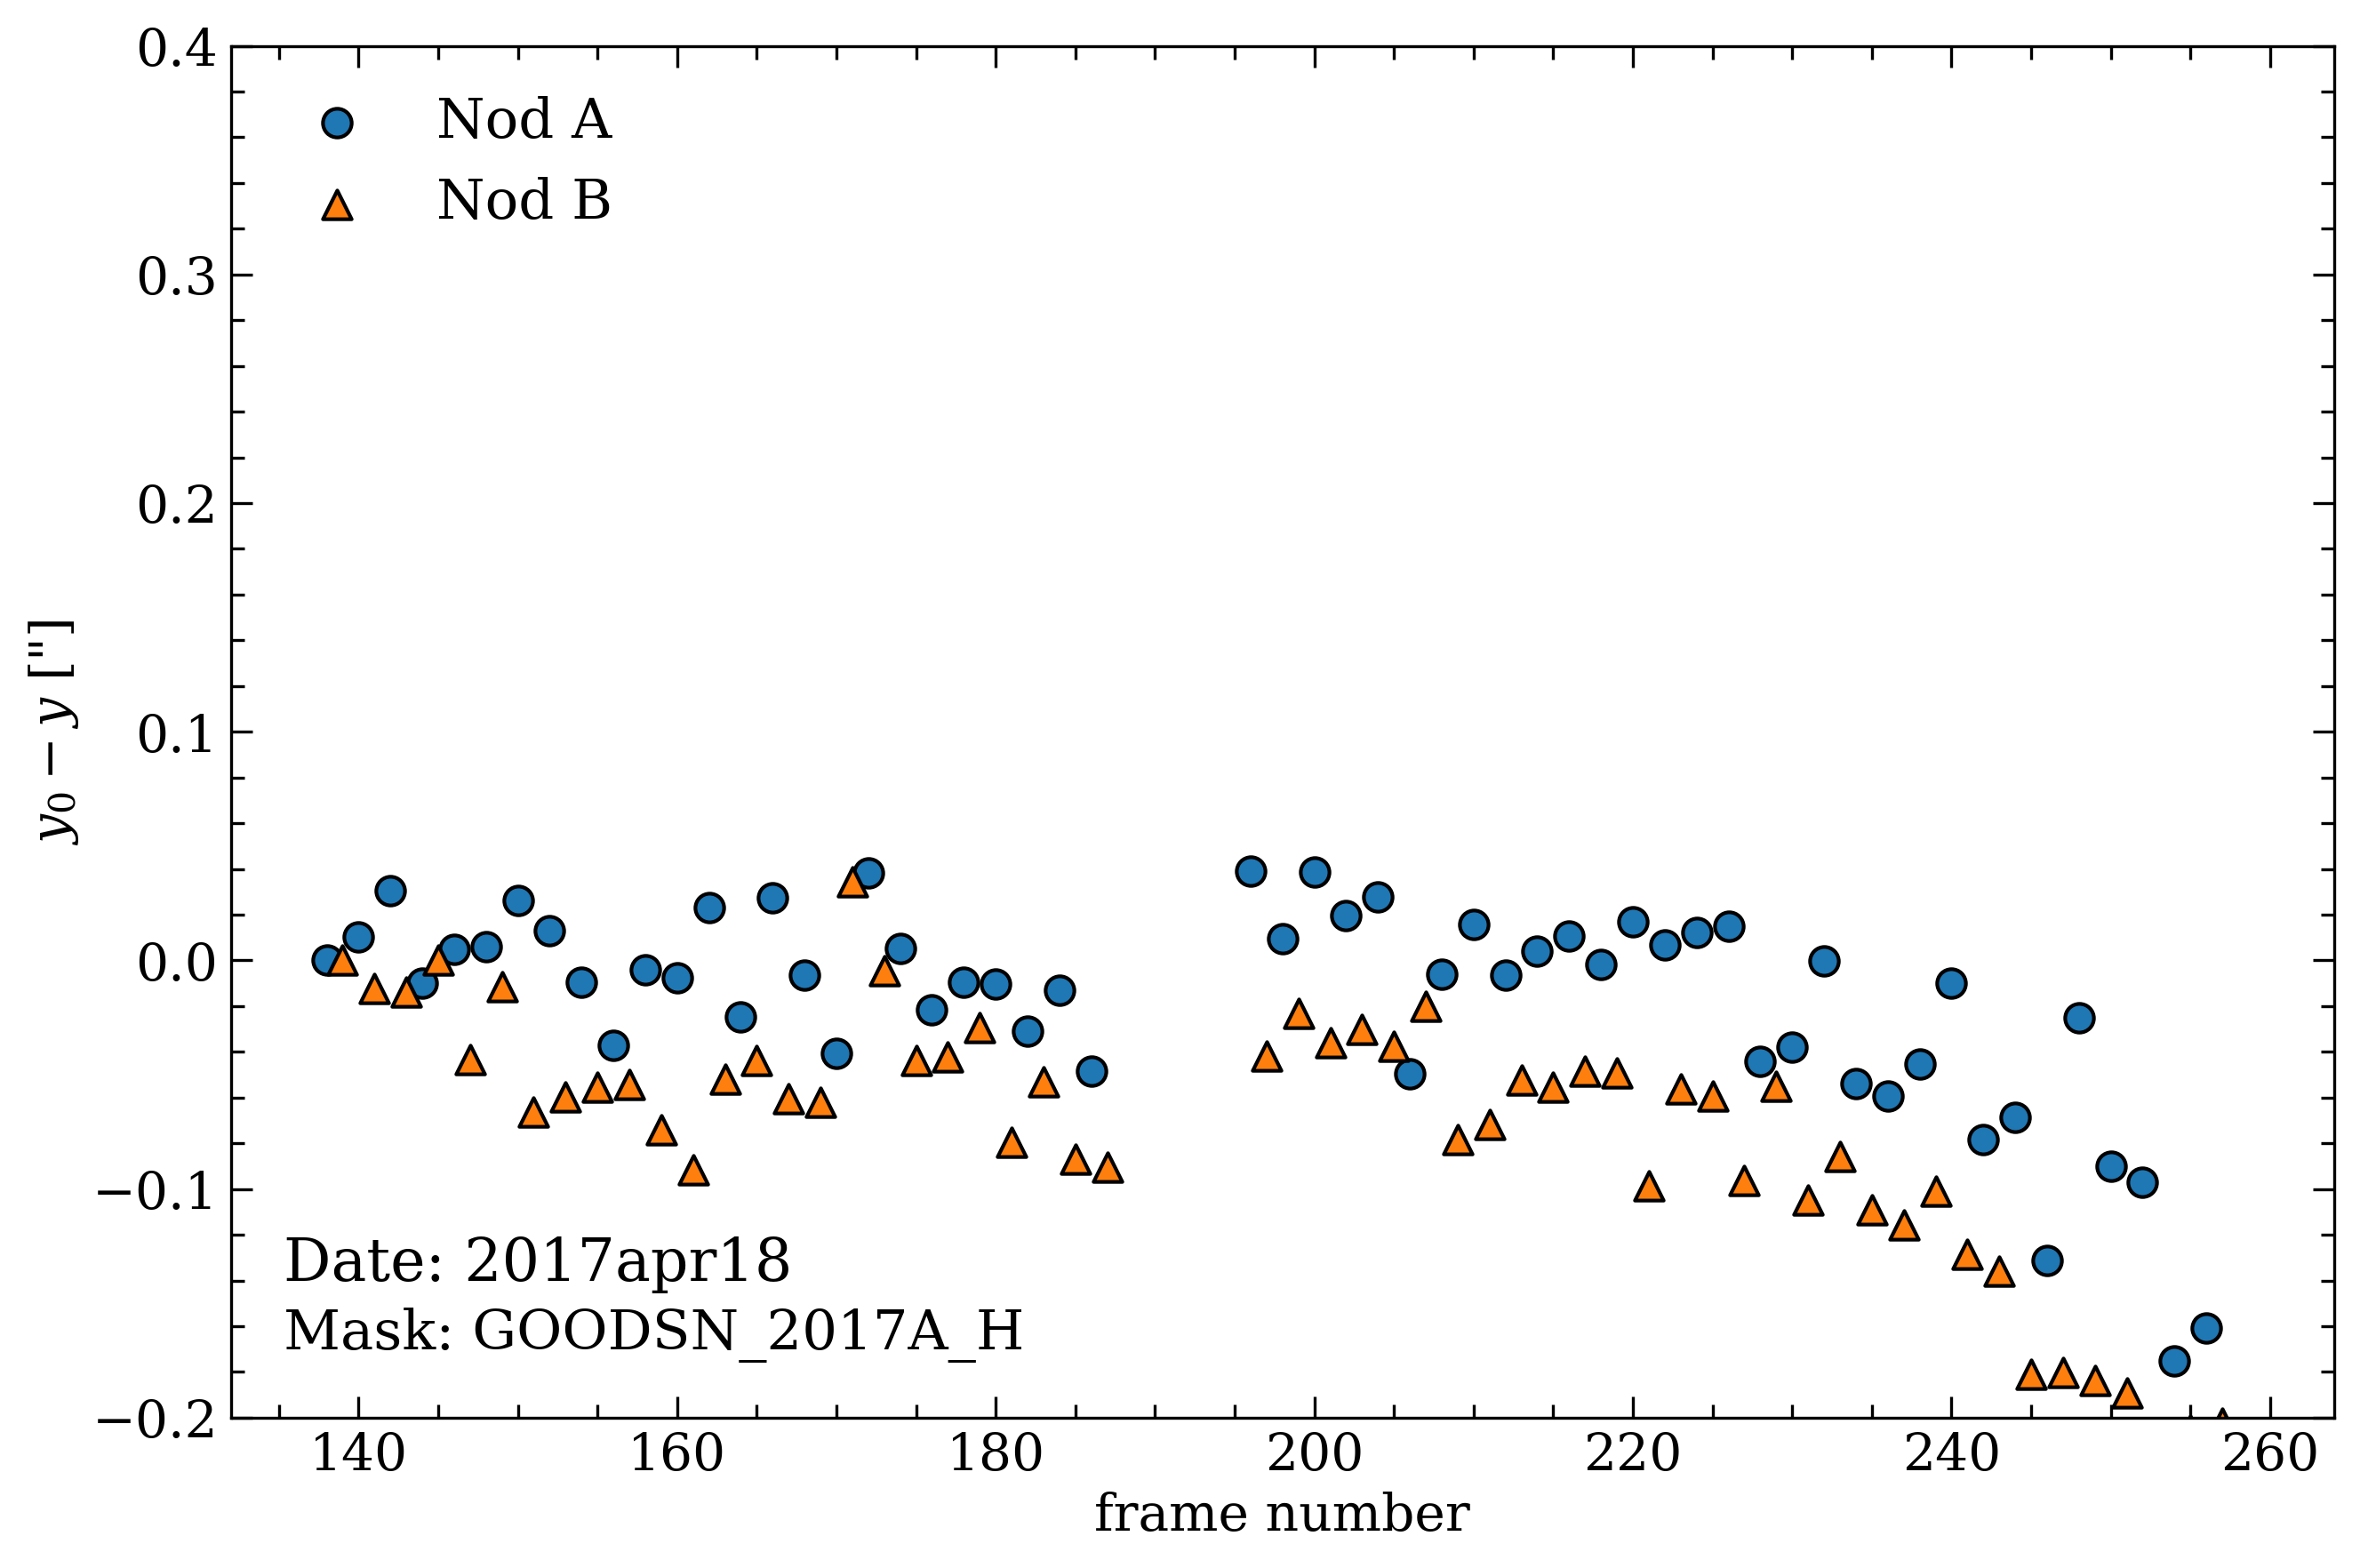 0.4
0.3
0.2
0.1
0.0
−0.1
−0.2
y₀ − y ["]
Nod A
Nod B
Date: 2017apr18
Mask: GOODSN_2017A_H
140 160 180 200 220 240 260
frame number